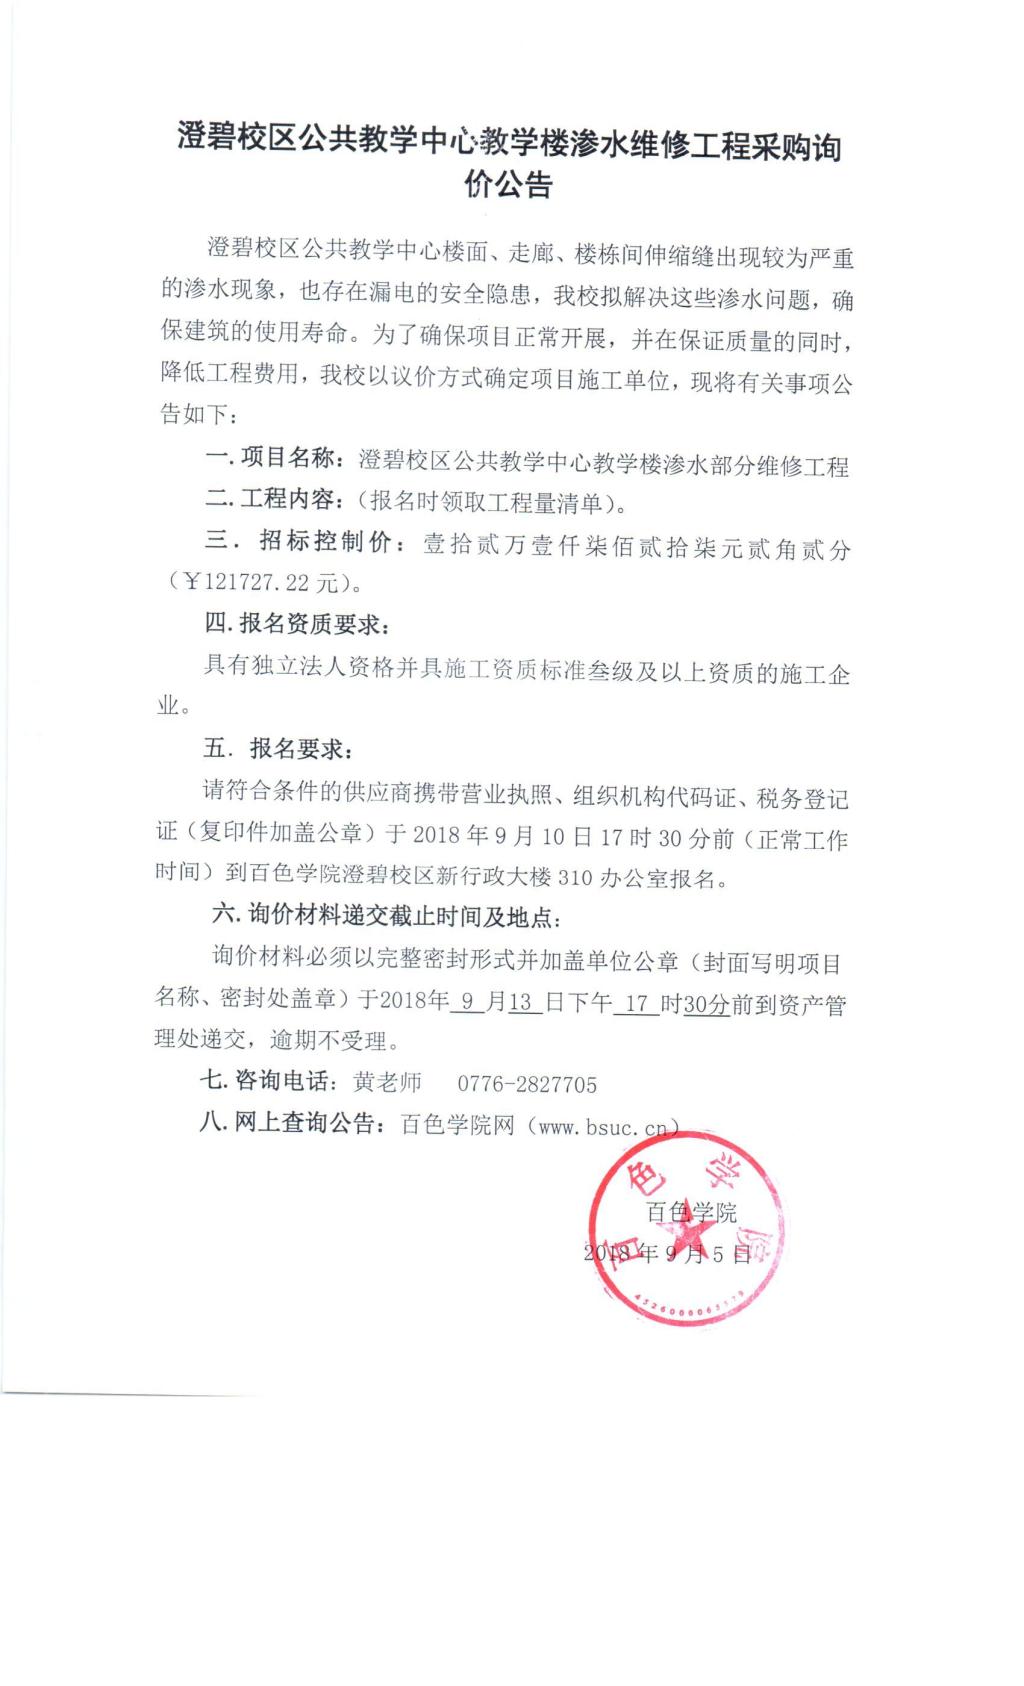 澄碧校区公共教学中心教学楼渗水维修工程采购询
价公告
澄碧校区公共教学中心楼面、走廊、楼栋间伸缩缝出现较为严重
的渗水现象，也存在漏电的安全隐患，我校拟解决这些渗水问题，确
保建筑的使用寿命。为了确保项目正常开展，并在保证质量的同时，
降低工程费用，我校以议价方式确定项目施工单位，现将有关事项公
告如下：
一.项目名称：澄碧校区公共教学中心教学楼渗水部分维修工程
二.工程内容：（报名时领取工程量清单）。
三．招标控制价：壹拾贰万壹仟柒佰贰拾柒元贰角贰分
（￥121727.22 元）。
四.报名资质要求：
具有独立法人资格并具施工资质标准叁级及以上资质的施工企
业。
五．报名要求：
请符合条件的供应商携带营业执照、组织机构代码证、税务登记
证（复印件加盖公章）于 2018 年 9 月 10 日 17 时 30 分前（正常工作
时间）到百色学院澄碧校区新行政大楼 310 办公室报名。
六.询价材料递交截止时间及地点：
询价材料必须以完整密封形式并加盖单位公章（封面写明项目
名称、密封处盖章）于2018年 9 月13 日下午 17 时30分前到资产管
理处递交，逾期不受理。
七.咨询电话：黄老师 0776-2827705
八.网上查询公告：百色学院网（www.bsuc.cn）
百色学院
百色学院
2018 年 9 月 5 日